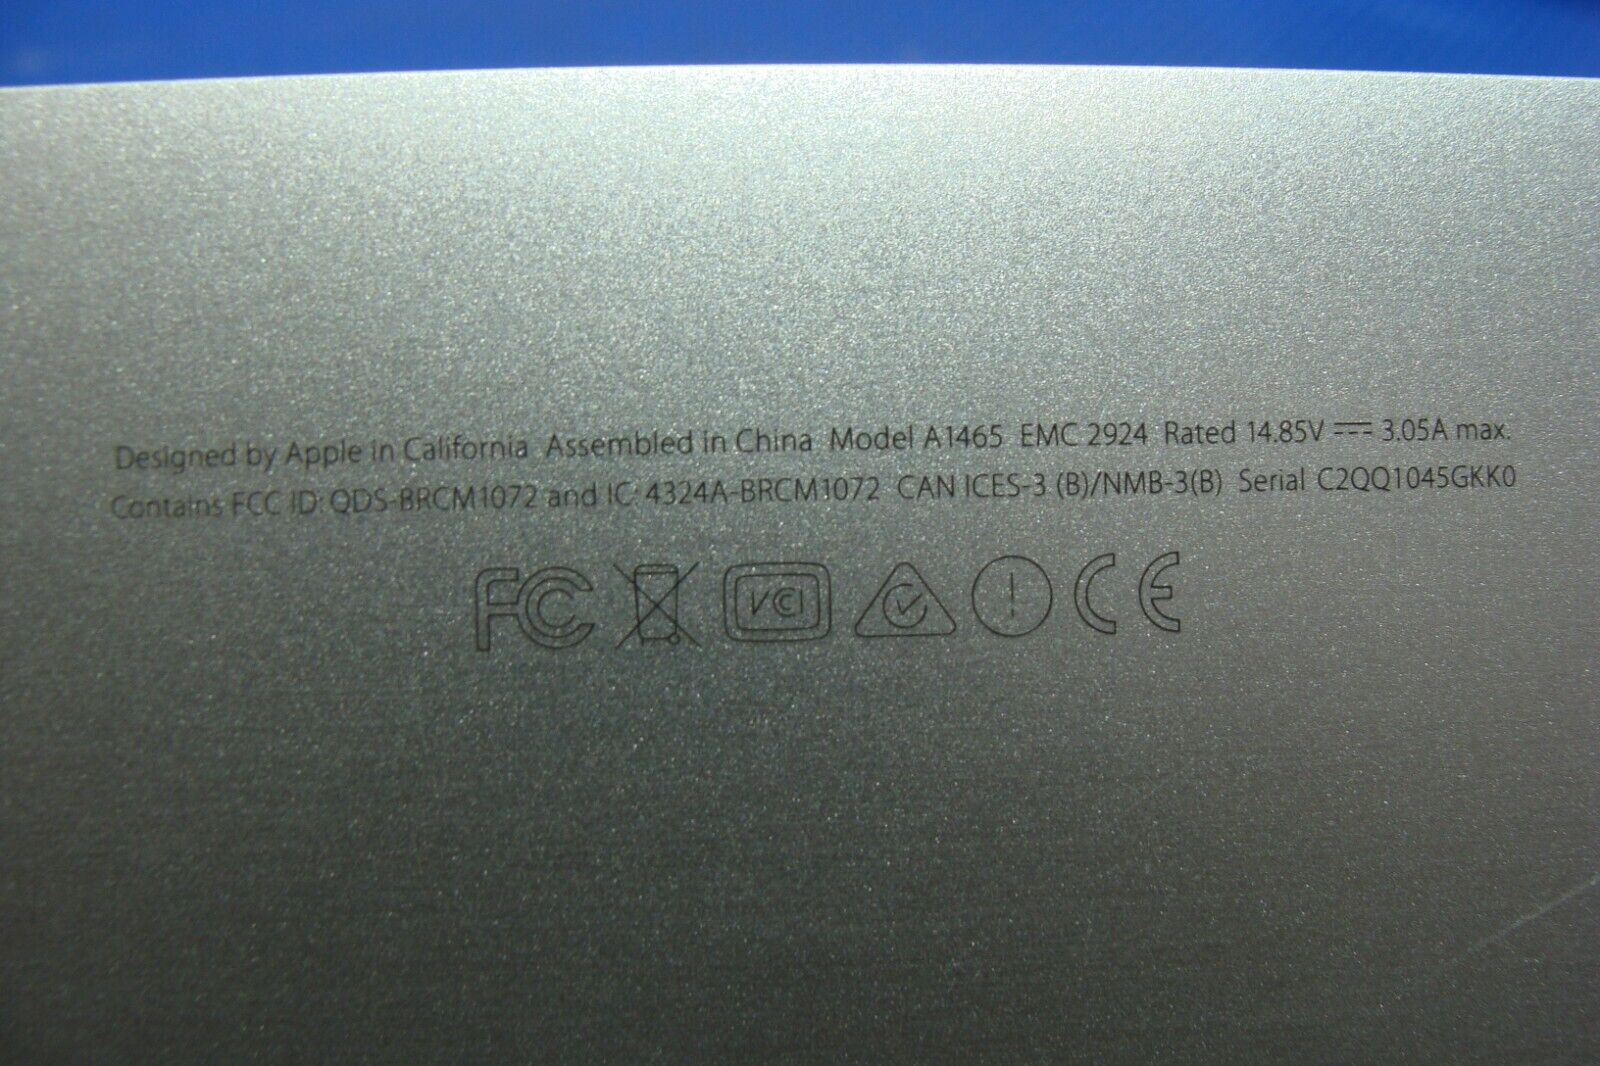 Designed by Apple in California Assembled in China Model A1465 EMC 2924 Rated 14.85V ⎓ 3.05A max.
Contains FCC ID: QDS-BRCM1072 and IC: 4324A-BRCM1072 CAN ICES-3 (B)/NMB-3(B) Serial C2QQ1045GKK0
FC VCI ! CE